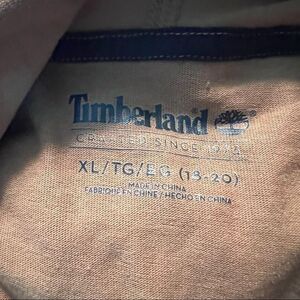 Timberland
CRAFTED SINCE 1973
XL/TG/EG (18-20)
MADE IN CHINA
FABRIQUÉ EN CHINE / HECHO EN CHINA